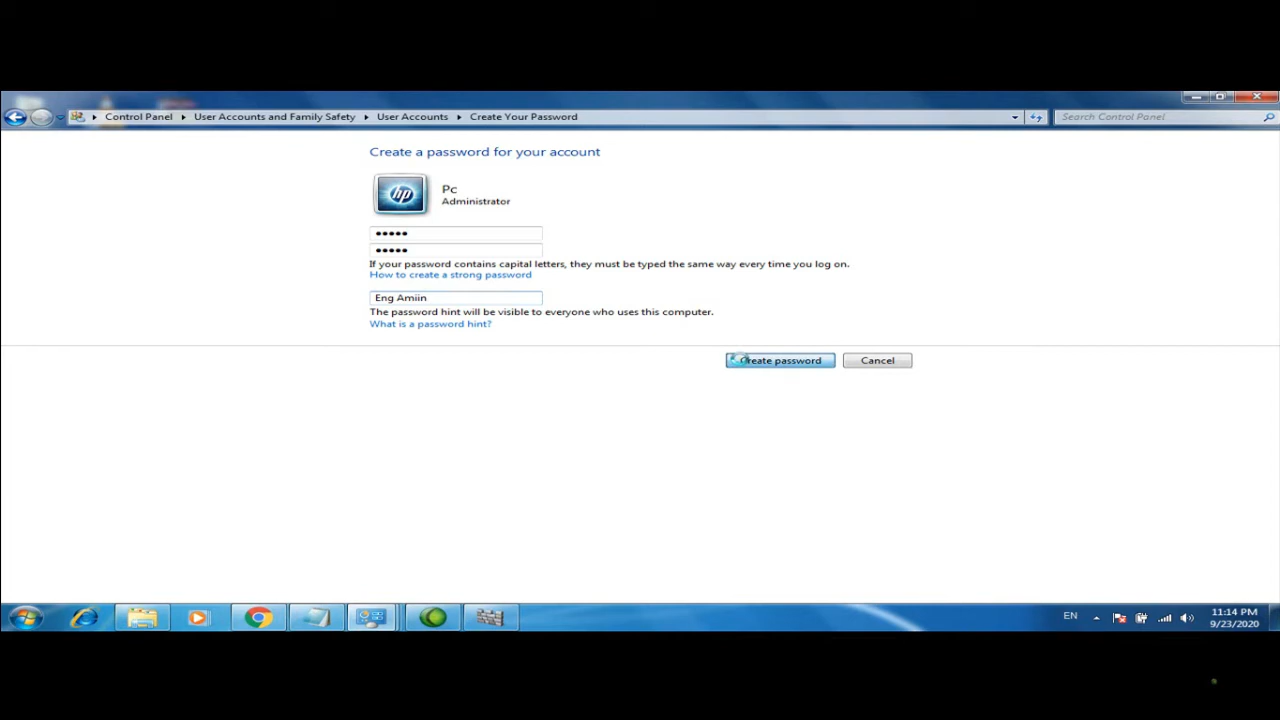 Control Panel User Accounts and Family Safety User Accounts Create Your Password
Search Control Panel
Create a password for your account
hp
Pc
Administrator
•••••
•••••
If your password contains capital letters, they must be typed the same way every time you log on.
How to create a strong password
Eng Amiin
The password hint will be visible to everyone who uses this computer.
What is a password hint?
Create password
Cancel
EN
11:14 PM
9/23/2020